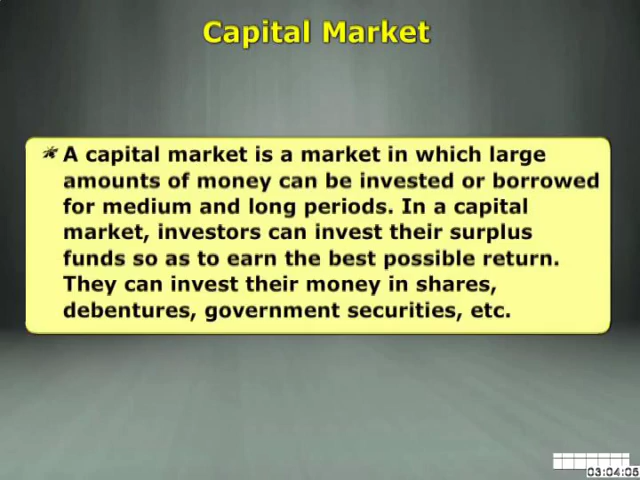 Capital Market
A capital market is a market in which large
amounts of money can be invested or borrowed
for medium and long periods. In a capital
market, investors can invest their surplus
funds so as to earn the best possible return.
They can invest their money in shares,
debentures, government securities, etc.
03:04:05